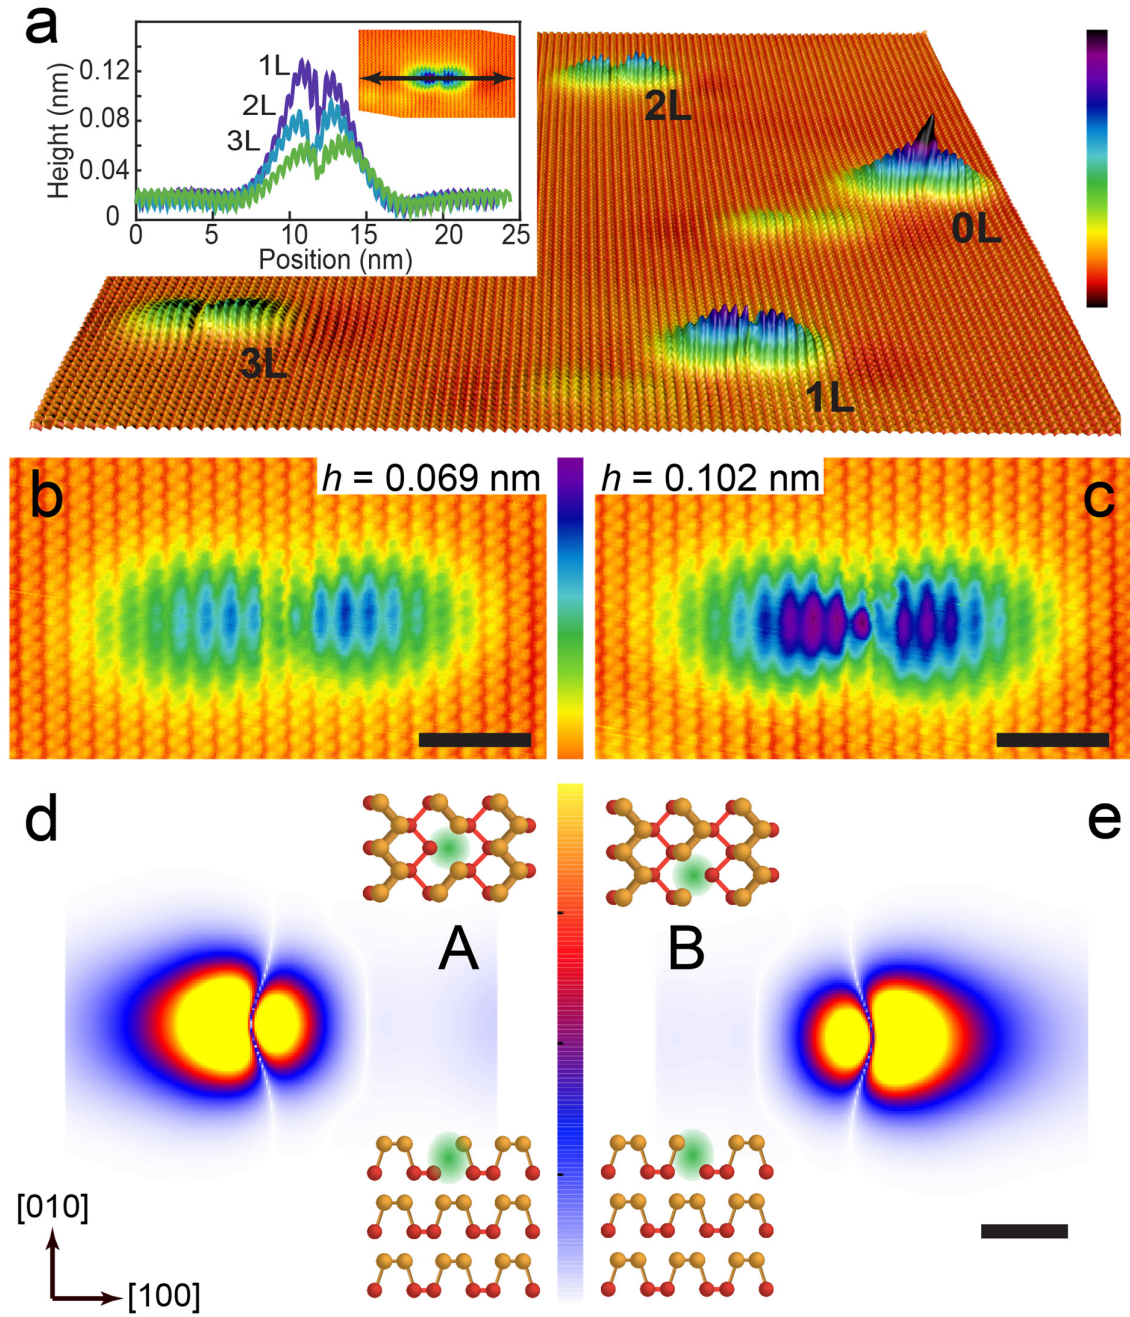 a
Height (nm)
0.12
0.08
0.04
0
1L
2L
3L
0 5 10 15 20 25
Position (nm)
2L
0L
3L
1L
b
h = 0.069 nm
h = 0.102 nm
c
d
e
A
B
[010]
[100]